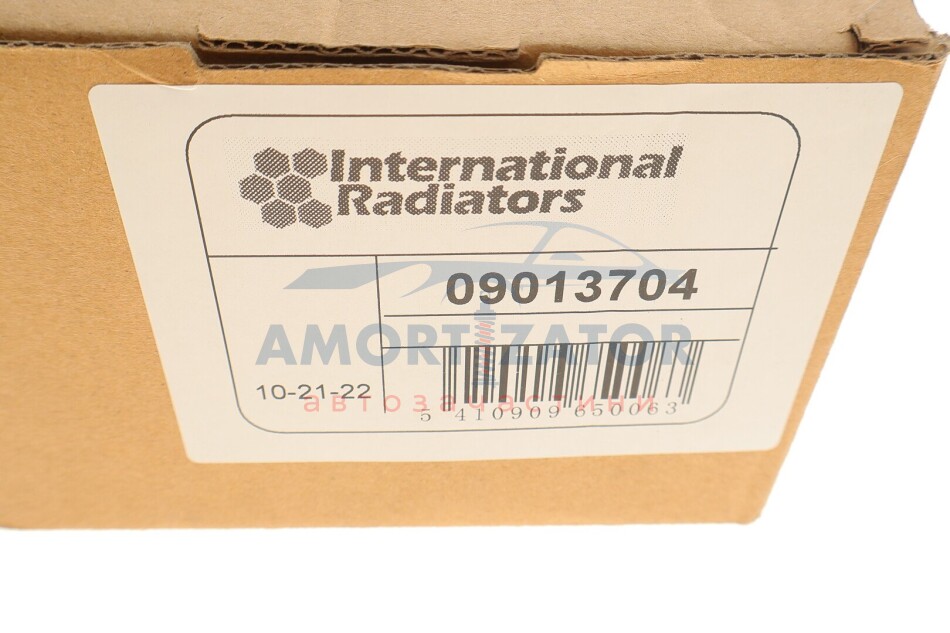 International
Radiators
09013704
AMORTIZATOR
10-21-22
автозапчастини
5 410909 650063